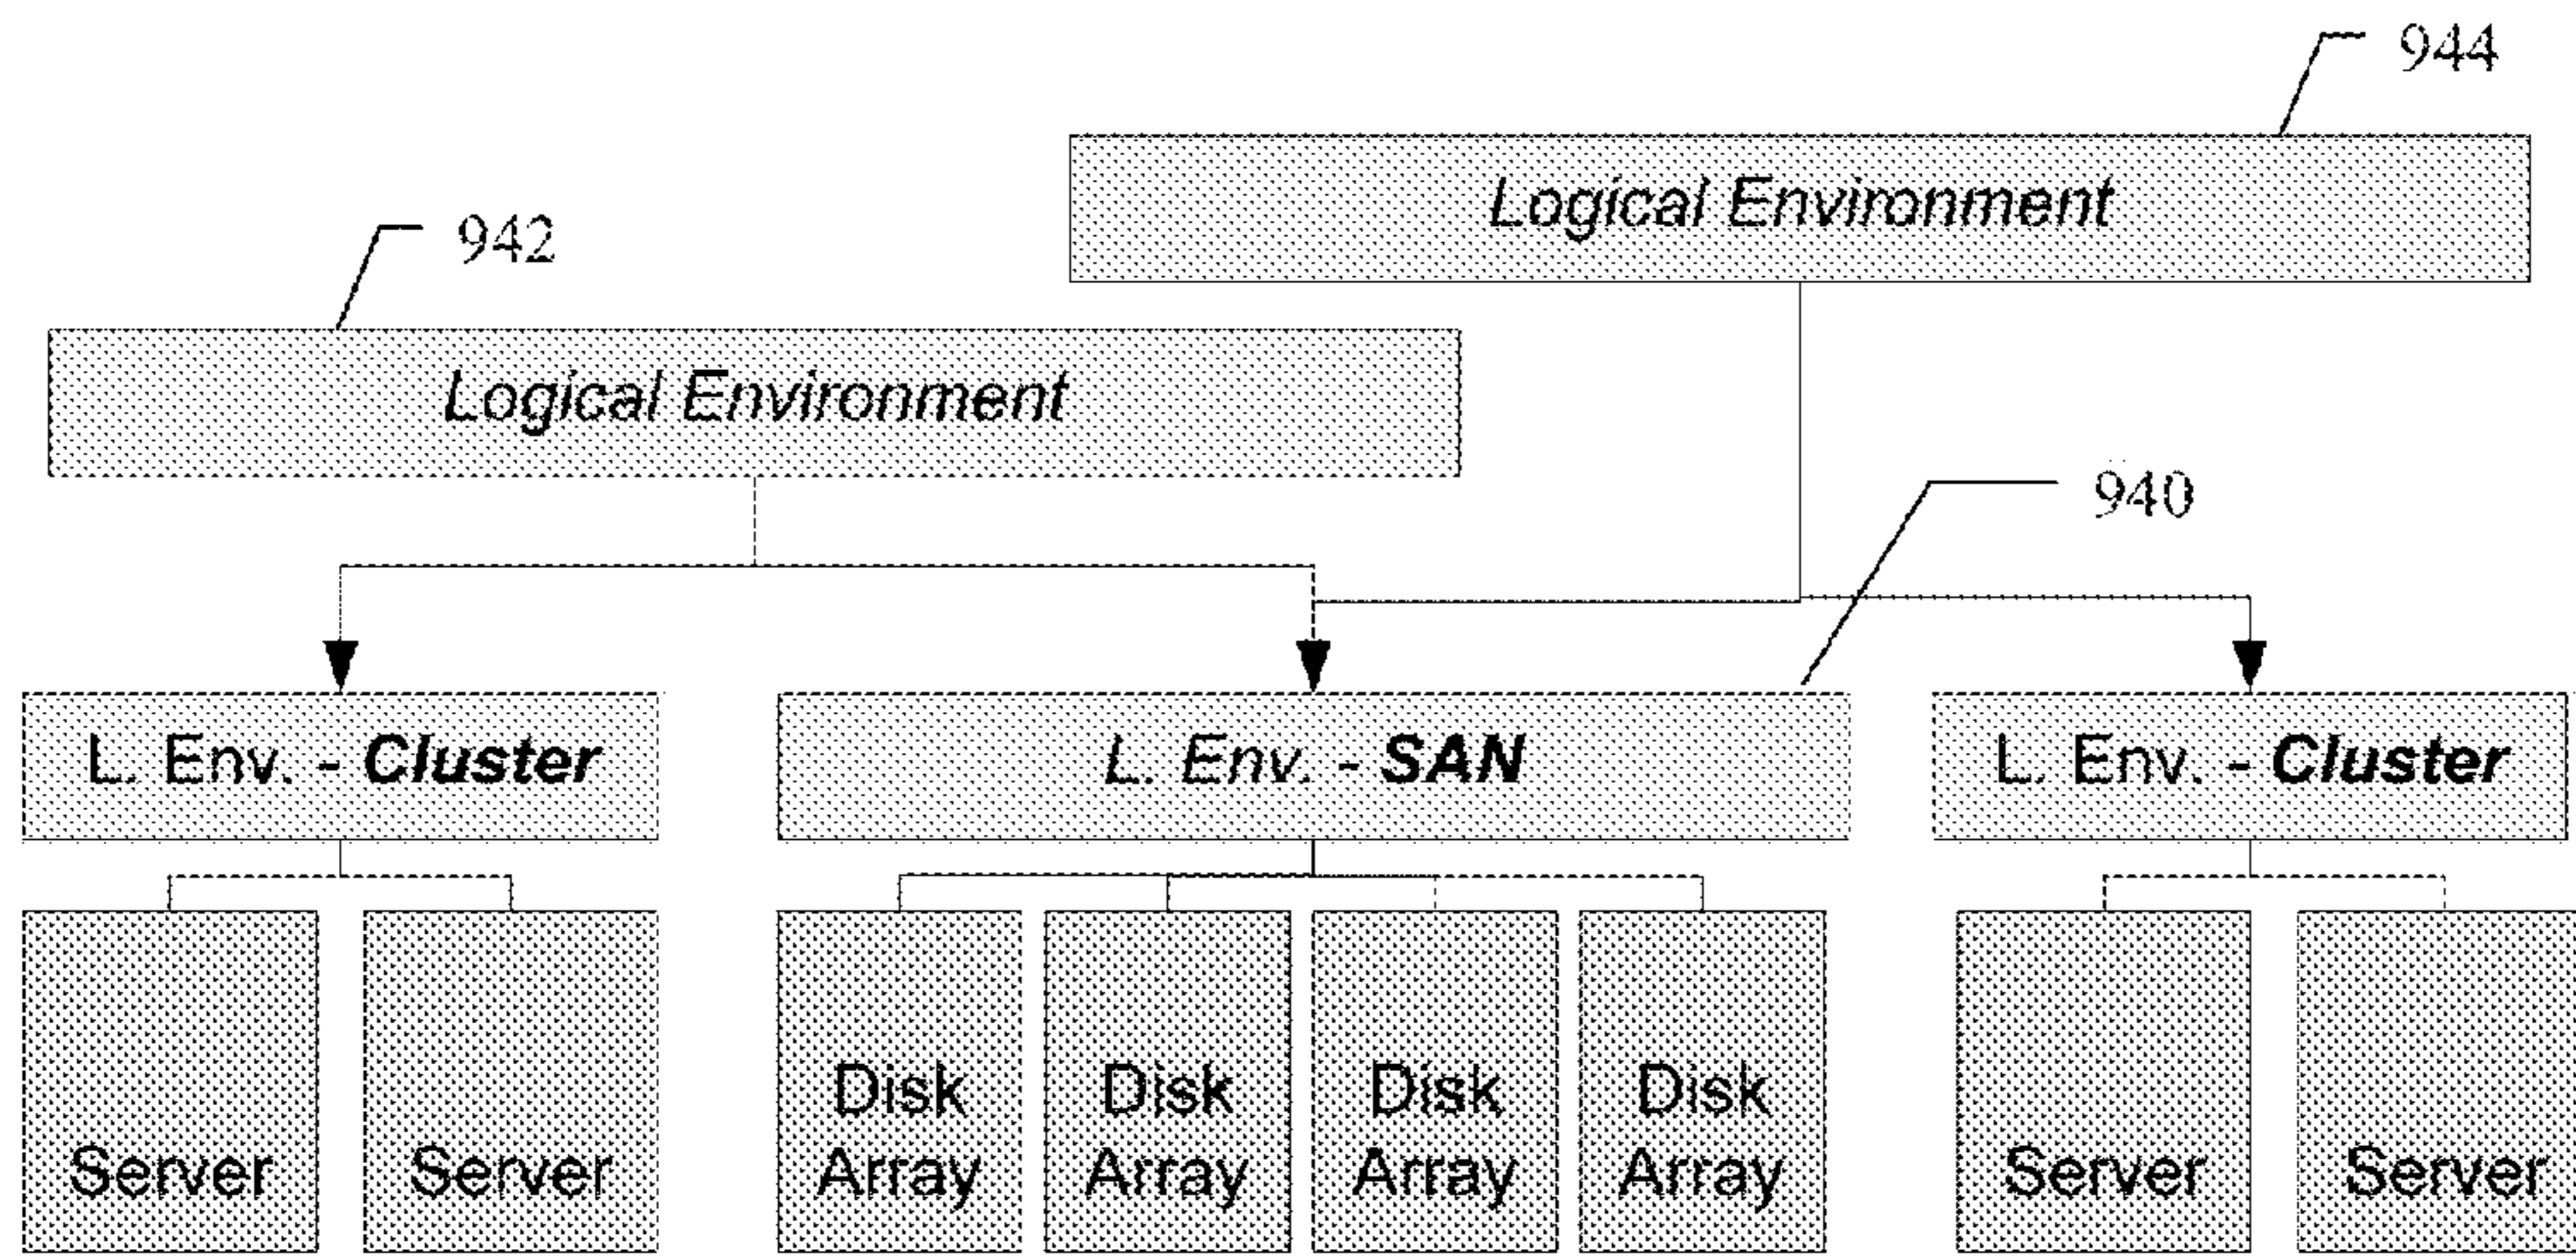 944
Logical Environment
942
Logical Environment
940
L. Env. - Cluster
L. Env. - SAN
L. Env. - Cluster
Server
Server
Disk
Array
Disk
Array
Disk
Array
Disk
Array
Server
Server